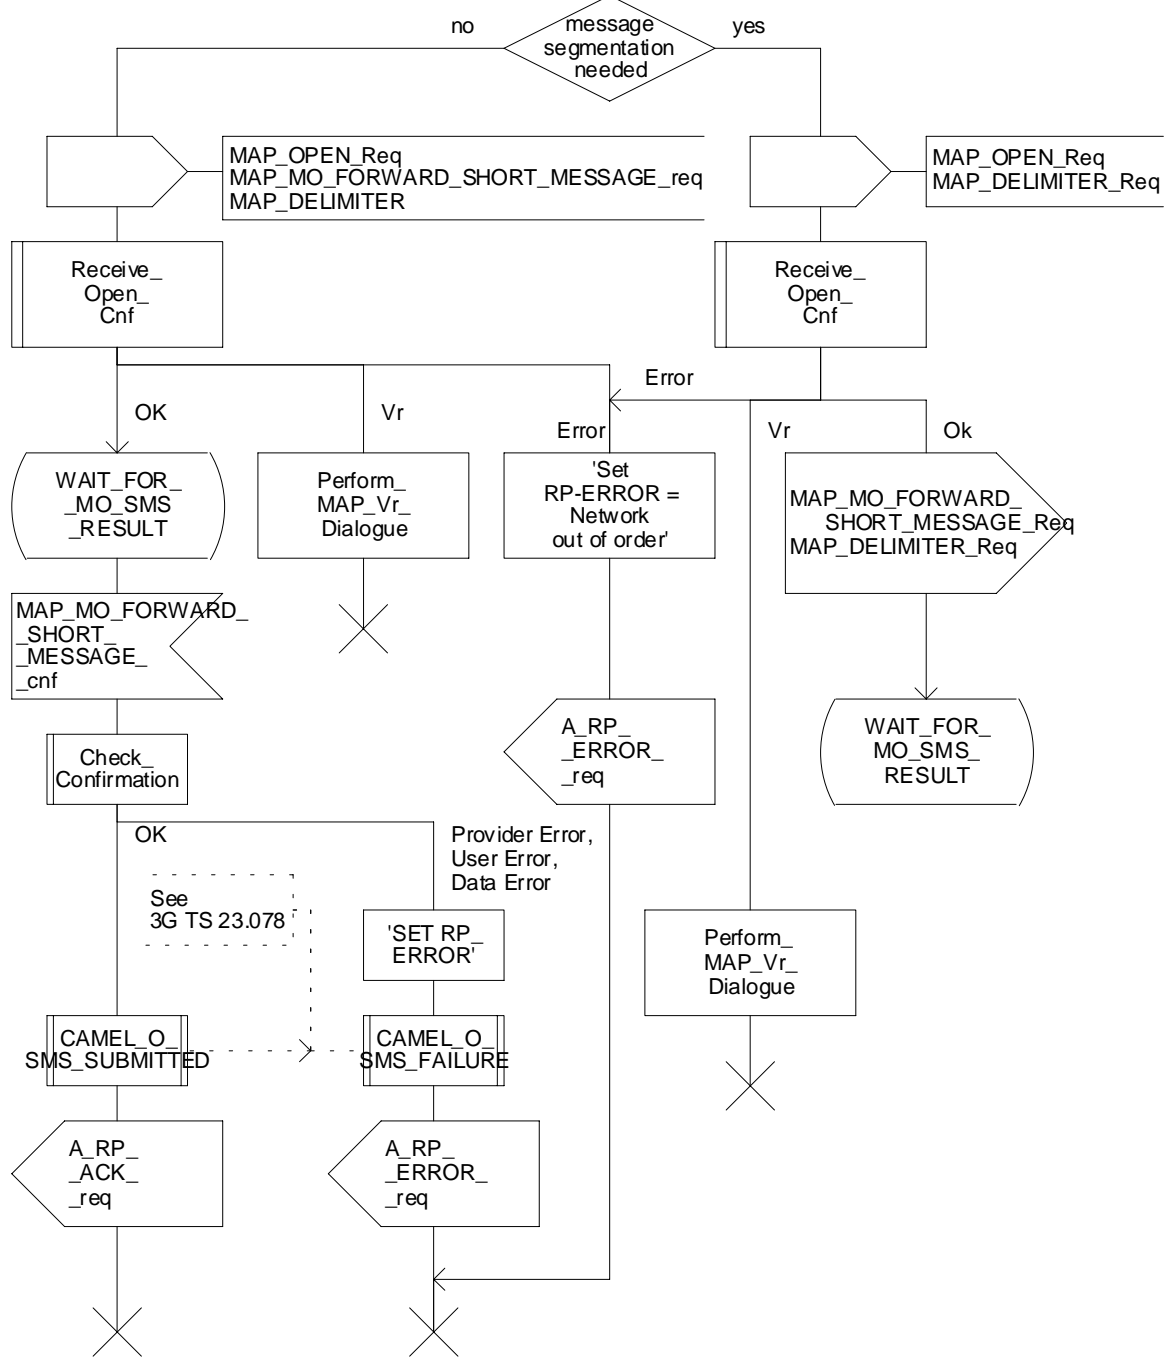 no
message
segmentation
needed
yes
MAP_OPEN_Req
MAP_MO_FORWARD_SHORT_MESSAGE_req
MAP_DELIMITER
MAP_OPEN_Req
MAP_DELIMITER_Req
Receive_
Open_
Cnf
Receive_
Open_
Cnf
Error
OK
Vr
Error
Vr
Ok
WAIT_FOR_
_MO_SMS
_RESULT
Perform_
MAP_Vr_
Dialogue
'Set
RP-ERROR =
Network
out of order'
MAP_MO_FORWARD_
SHORT_MESSAGE_Req
MAP_DELIMITER_Req
MAP_MO_FORWARD_
_SHORT_
_MESSAGE_
_cnf
A_RP_
_ERROR_
_req
WAIT_FOR_
MO_SMS_
RESULT
Check_
Confirmation
OK
Provider Error,
User Error,
Data Error
See
3G TS 23.078
'SET RP_
ERROR'
Perform_
MAP_Vr_
Dialogue
CAMEL_O_
SMS_SUBMITTED
CAMEL_O_
SMS_FAILURE
A_RP_
_ACK_
_req
A_RP_
_ERROR_
_req